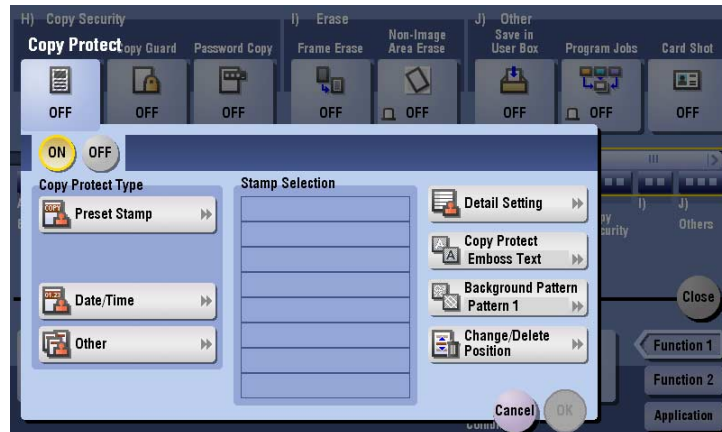 H) Copy Security
I) Erase
J) Other
Copy Protect
Copy Guard
Password Copy
Frame Erase
Non-Image
Area Erase
Save in
User Box
Program Jobs
Card Shot
OFF
OFF
OFF
OFF
OFF
OFF
OFF
OFF
ON
OFF
Copy Protect Type
Stamp Selection
Preset Stamp
Detail Setting
Copy Protect
Emboss Text
I)
J)
Others
Date/Time
Background Pattern
Pattern 1
Close
Other
Change/Delete
Position
Function 1
Function 2
Cancel
OK
Application